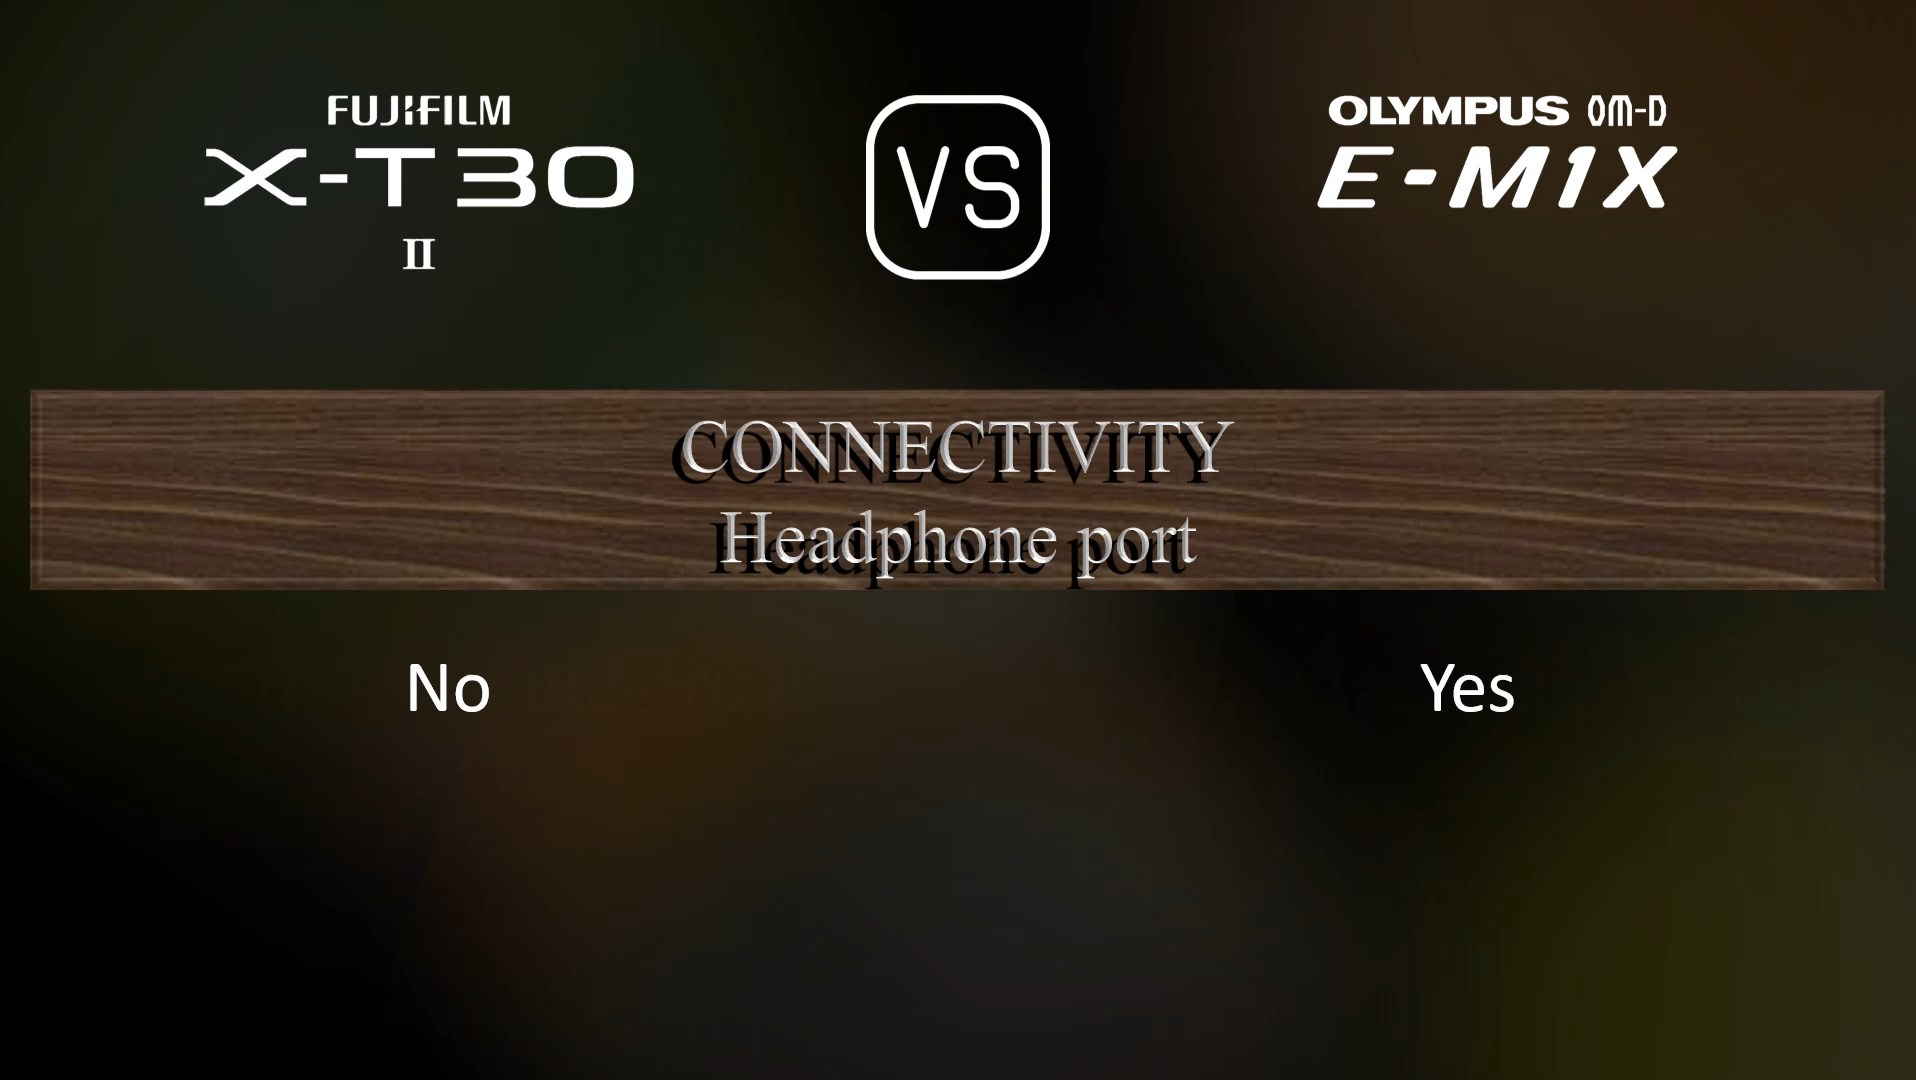 FUJIFILM
X-T30
II
VS
OLYMPUS OM-D
E-M1X
CONNECTIVITY
Headphone port
No
Yes